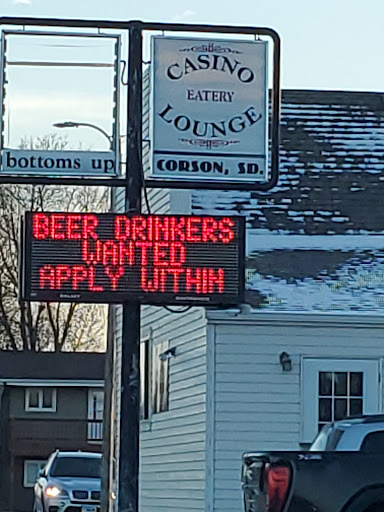 CASINO
EATERY
LOUNGE
CORSON, SD.
bottoms up
BEER DRINKERS
WANTED
APPLY WITHIN